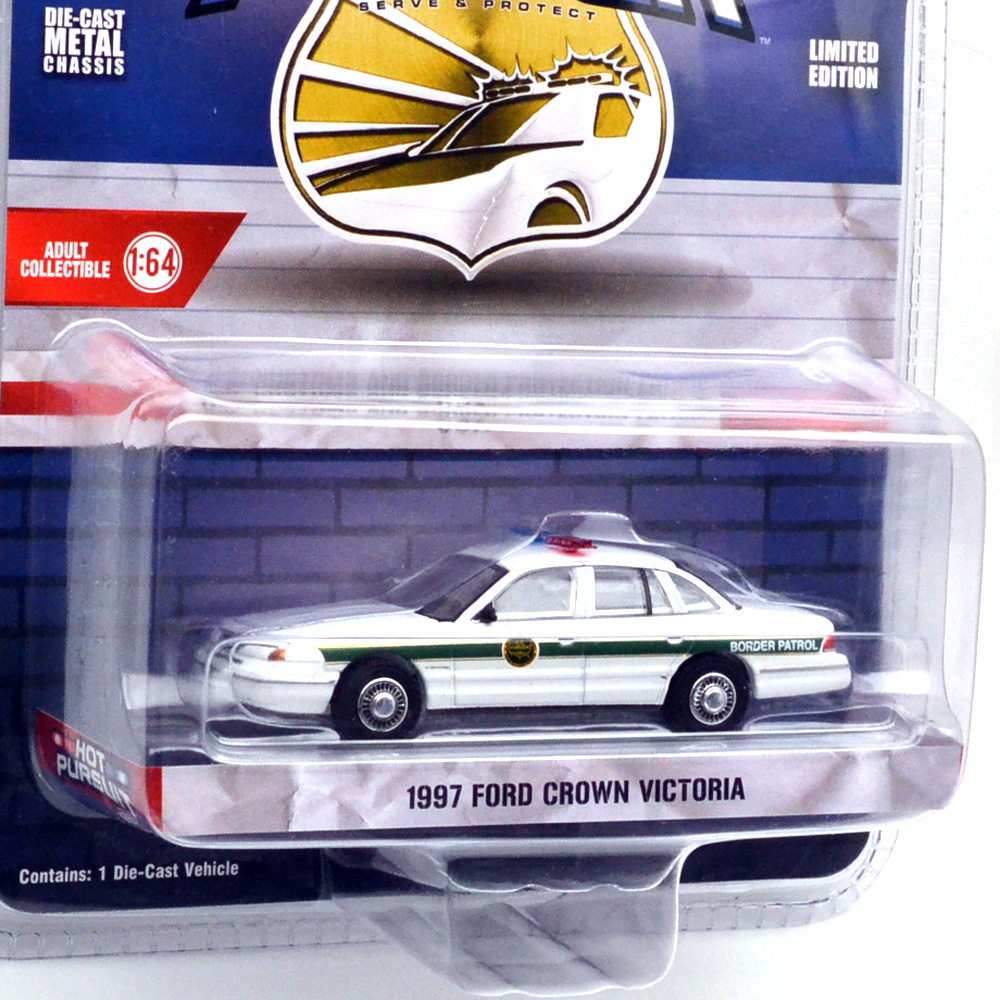 SERVE & PROTECT
™
DIE-CAST
METAL
CHASSIS
LIMITED
EDITION
ADULT
COLLECTIBLE
1:64
BORDER PATROL
HOT
PURSUIT
1997 FORD CROWN VICTORIA
Contains: 1 Die-Cast Vehicle